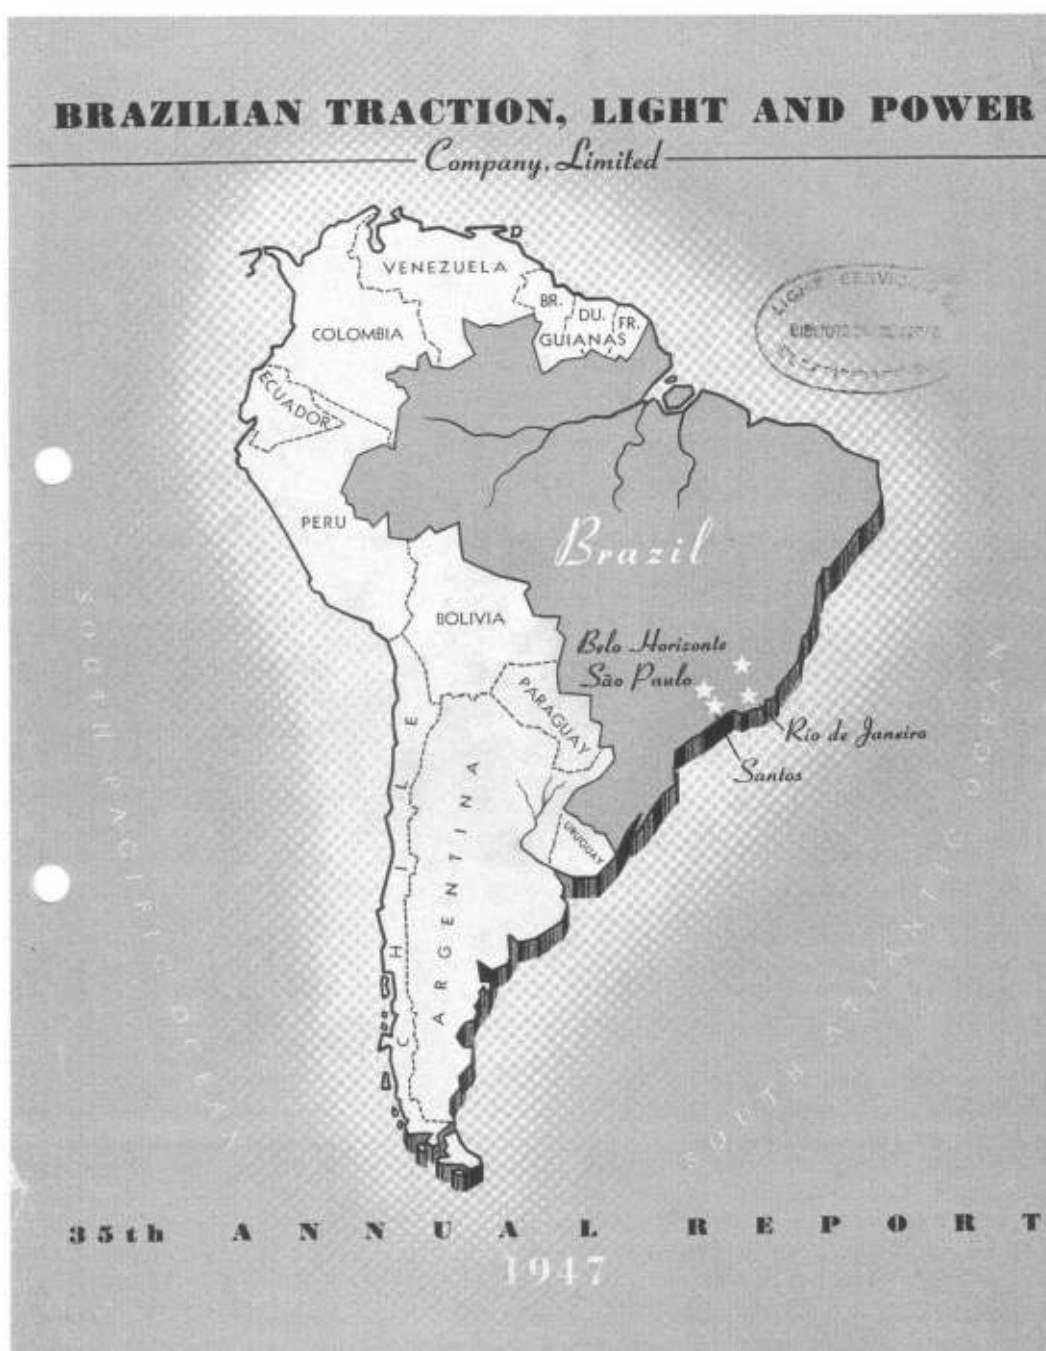 BRAZILIAN TRACTION, LIGHT AND POWER
Company, Limited
VENEZUELA
COLOMBIA
BR.
DU.
FR.
GUIANAS
ECUADOR
PERU
Brazil
BOLIVIA
Belo Horizonte
São Paulo
PARAGUAY
Rio de Janeiro
Santos
CHILE
ARGENTINA
URUGUAY
SOUTH PACIFIC OCEAN
SOUTH ATLANTIC OCEAN
35th ANNUAL REPORT
1947